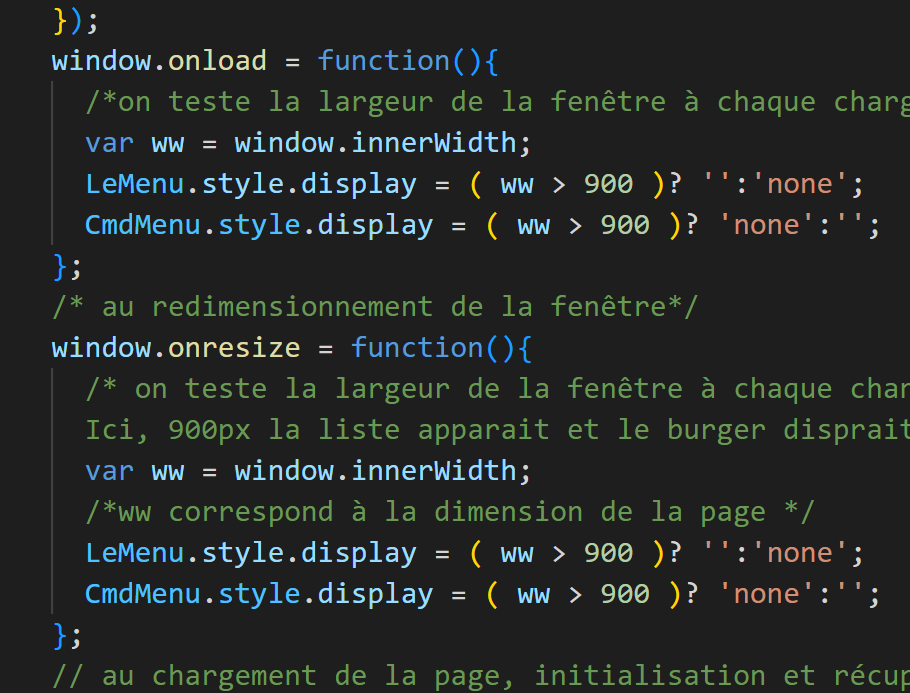 });
window.onload = function(){
/*on teste la largeur de la fenêtre à chaque
var ww = window.innerWidth;
LeMenu.style.display = ( ww > 900 )? '':'none';
CmdMenu.style.display = ( ww > 900 )? 'none':'';
};
/* au redimensionnement de la fenêtre*/
window.onresize = function(){
/* on teste la largeur de la fenêtre à chaque
Ici, 900px la liste apparait et le burger disprait
var ww = window.innerWidth;
/*ww correspond à la dimension de la page */
LeMenu.style.display = ( ww > 900 )? '':'none';
CmdMenu.style.display = ( ww > 900 )? 'none':'';
};
// au chargement de la page, initialisation et